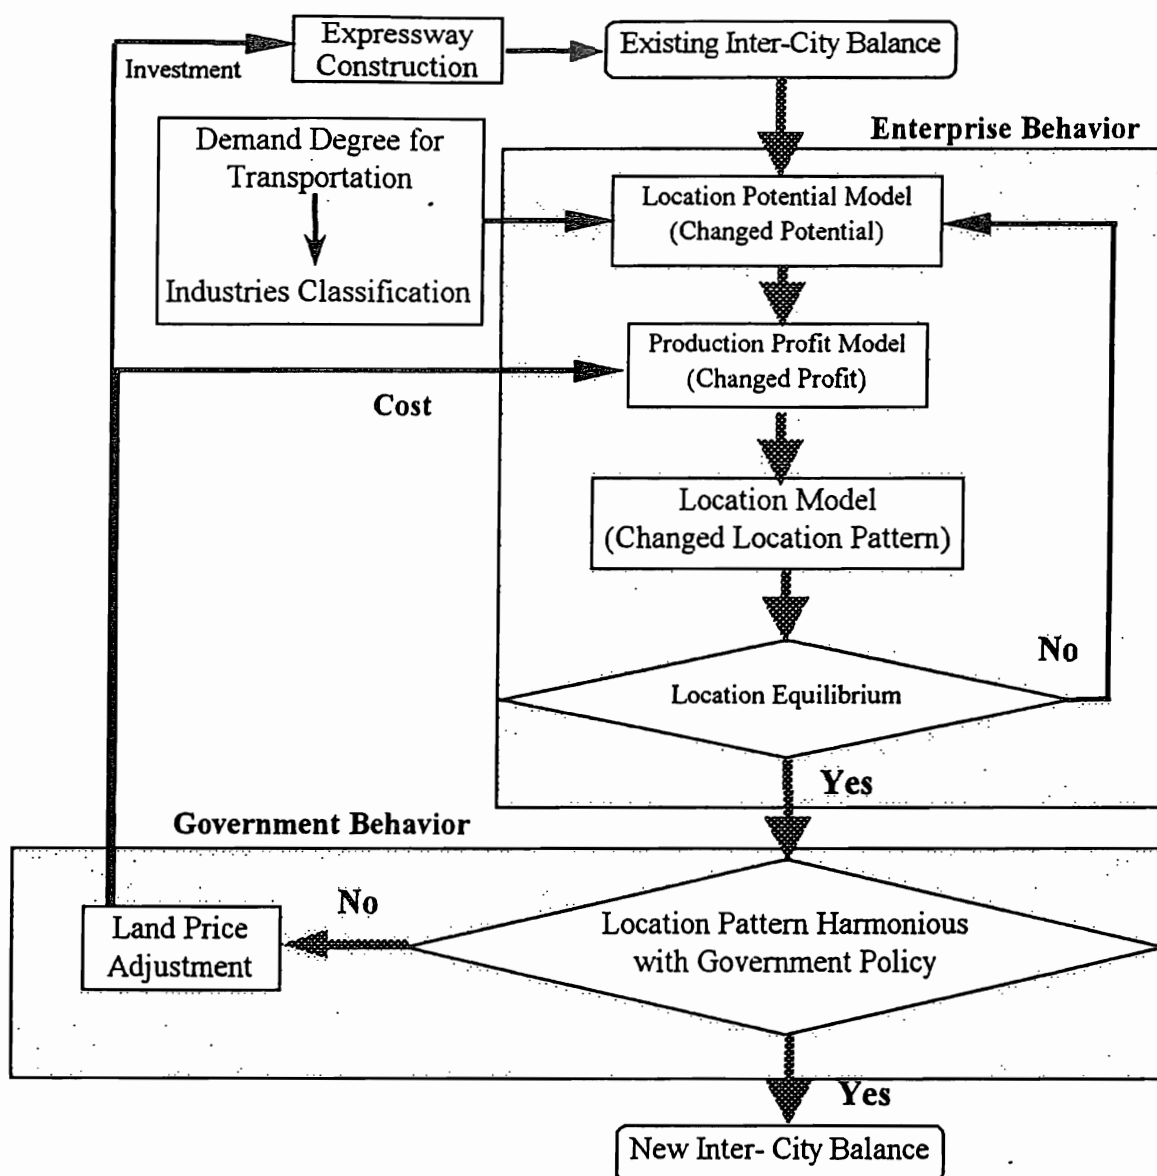 Expressway
Construction
Existing Inter-City Balance
Investment
Demand Degree for
Transportation
Industries Classification
Enterprise Behavior
Location Potential Model
(Changed Potential)
Production Profit Model
(Changed Profit)
Cost
Location Model
(Changed Location Pattern)
No
Location Equilibrium
Yes
Government Behavior
No
Land Price
Adjustment
Location Pattern Harmonious
with Government Policy
Yes
New Inter- City Balance